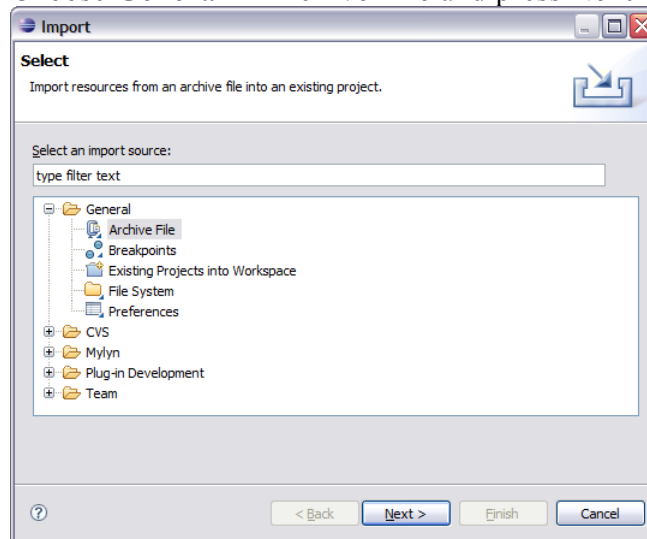 Import
Select
Import resources from an archive file into an existing project.
Select an import source:
type filter text
General
Archive File
Breakpoints
Existing Projects into Workspace
File System
Preferences
CVS
Mylyn
Plug-in Development
Team
< Back Next > Finish Cancel